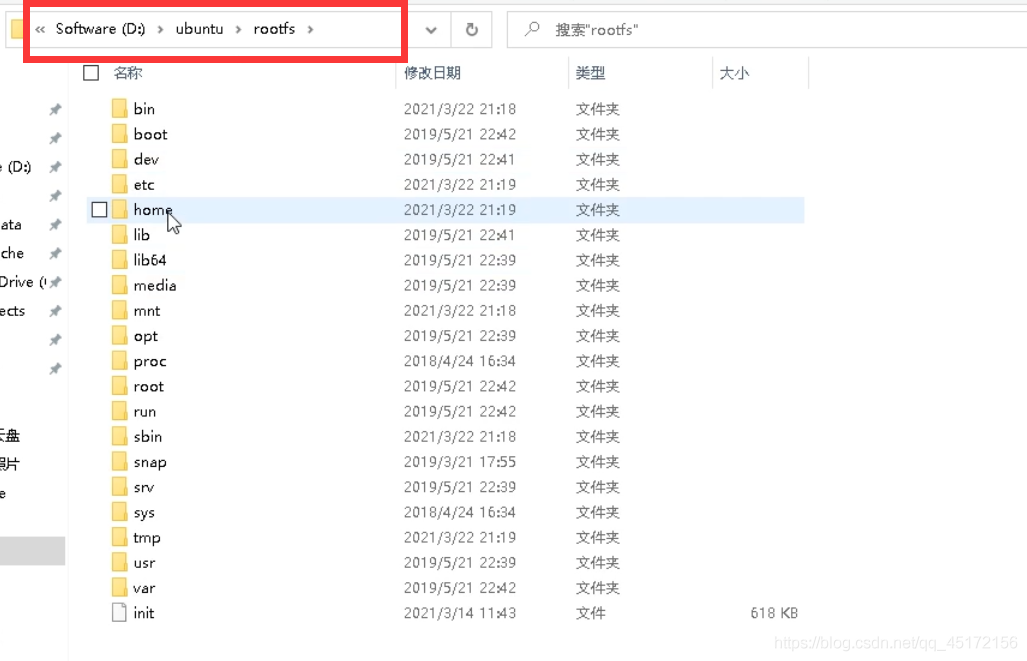 « Software (D:) > ubuntu > rootfs >
搜索"rootfs"
名称 修改日期 类型 大小
bin 2021/3/22 21:18 文件夹
boot 2019/5/21 22:42 文件夹
dev 2019/5/21 22:41 文件夹
etc 2021/3/22 21:19 文件夹
home 2021/3/22 21:19 文件夹
lib 2019/5/21 22:41 文件夹
lib64 2019/5/21 22:39 文件夹
media 2019/5/21 22:39 文件夹
mnt 2021/3/22 21:18 文件夹
opt 2019/5/21 22:39 文件夹
proc 2018/4/24 16:34 文件夹
root 2019/5/21 22:42 文件夹
run 2019/5/21 22:42 文件夹
sbin 2021/3/22 21:18 文件夹
snap 2019/3/21 17:55 文件夹
srv 2019/5/21 22:39 文件夹
sys 2018/4/24 16:34 文件夹
tmp 2021/3/22 21:19 文件夹
usr 2019/5/21 22:39 文件夹
var 2019/5/21 22:42 文件夹
init 2021/3/14 11:43 文件 618 KB
e (D:)
ata
che
Drive (
ects
盘
照片
e
https://blog.csdn.net/qq_45172156